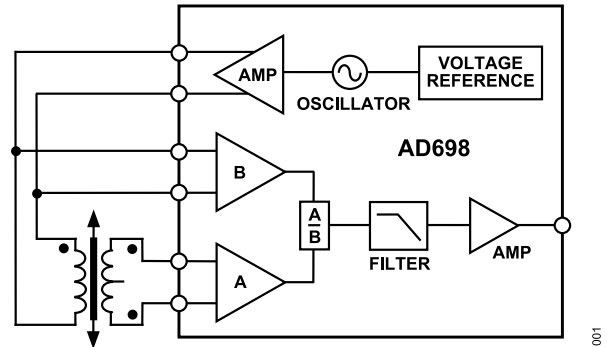 AMP
OSCILLATOR
VOLTAGE
REFERENCE
AD698
B
A
B
A
FILTER
AMP
001